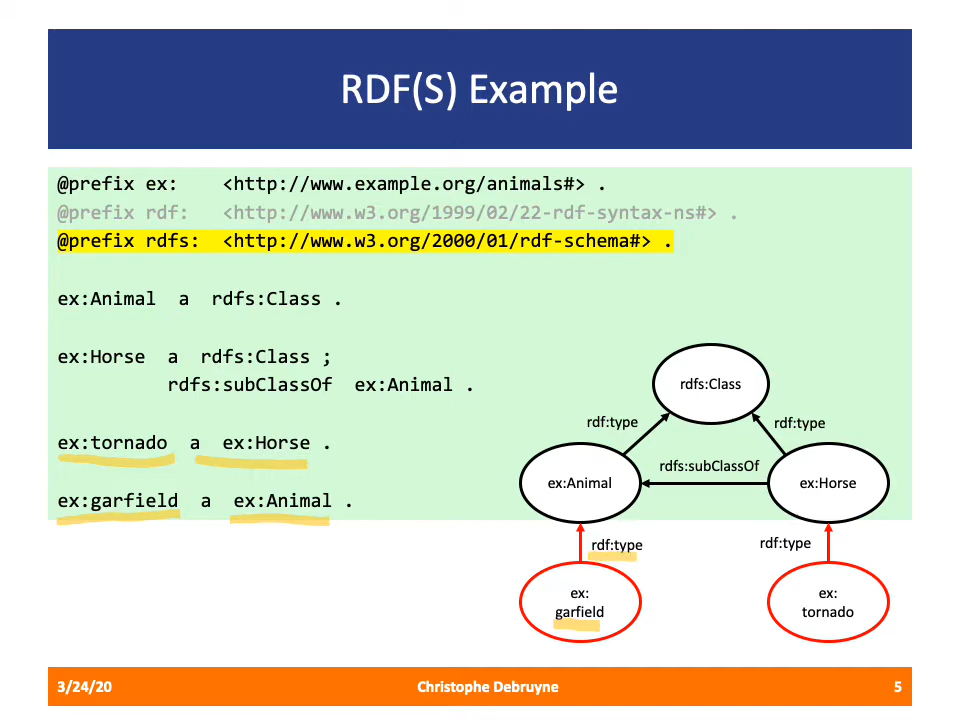 RDF(S) Example
@prefix ex: <http://www.example.org/animals#> .
@prefix rdf: <http://www.w3.org/1999/02/22-rdf-syntax-ns#> .
@prefix rdfs: <http://www.w3.org/2000/01/rdf-schema#> .
ex:Animal a rdfs:Class .
ex:Horse a rdfs:Class ;
rdfs:subClassOf ex:Animal .
ex:tornado a ex:Horse .
ex:garfield a ex:Animal .
rdfs:Class
rdf:type
rdf:type
rdfs:subClassOf
ex:Animal
ex:Horse
rdf:type
rdf:type
ex:
garfield
ex:
tornado
3/24/20
Christophe Debruyne
5